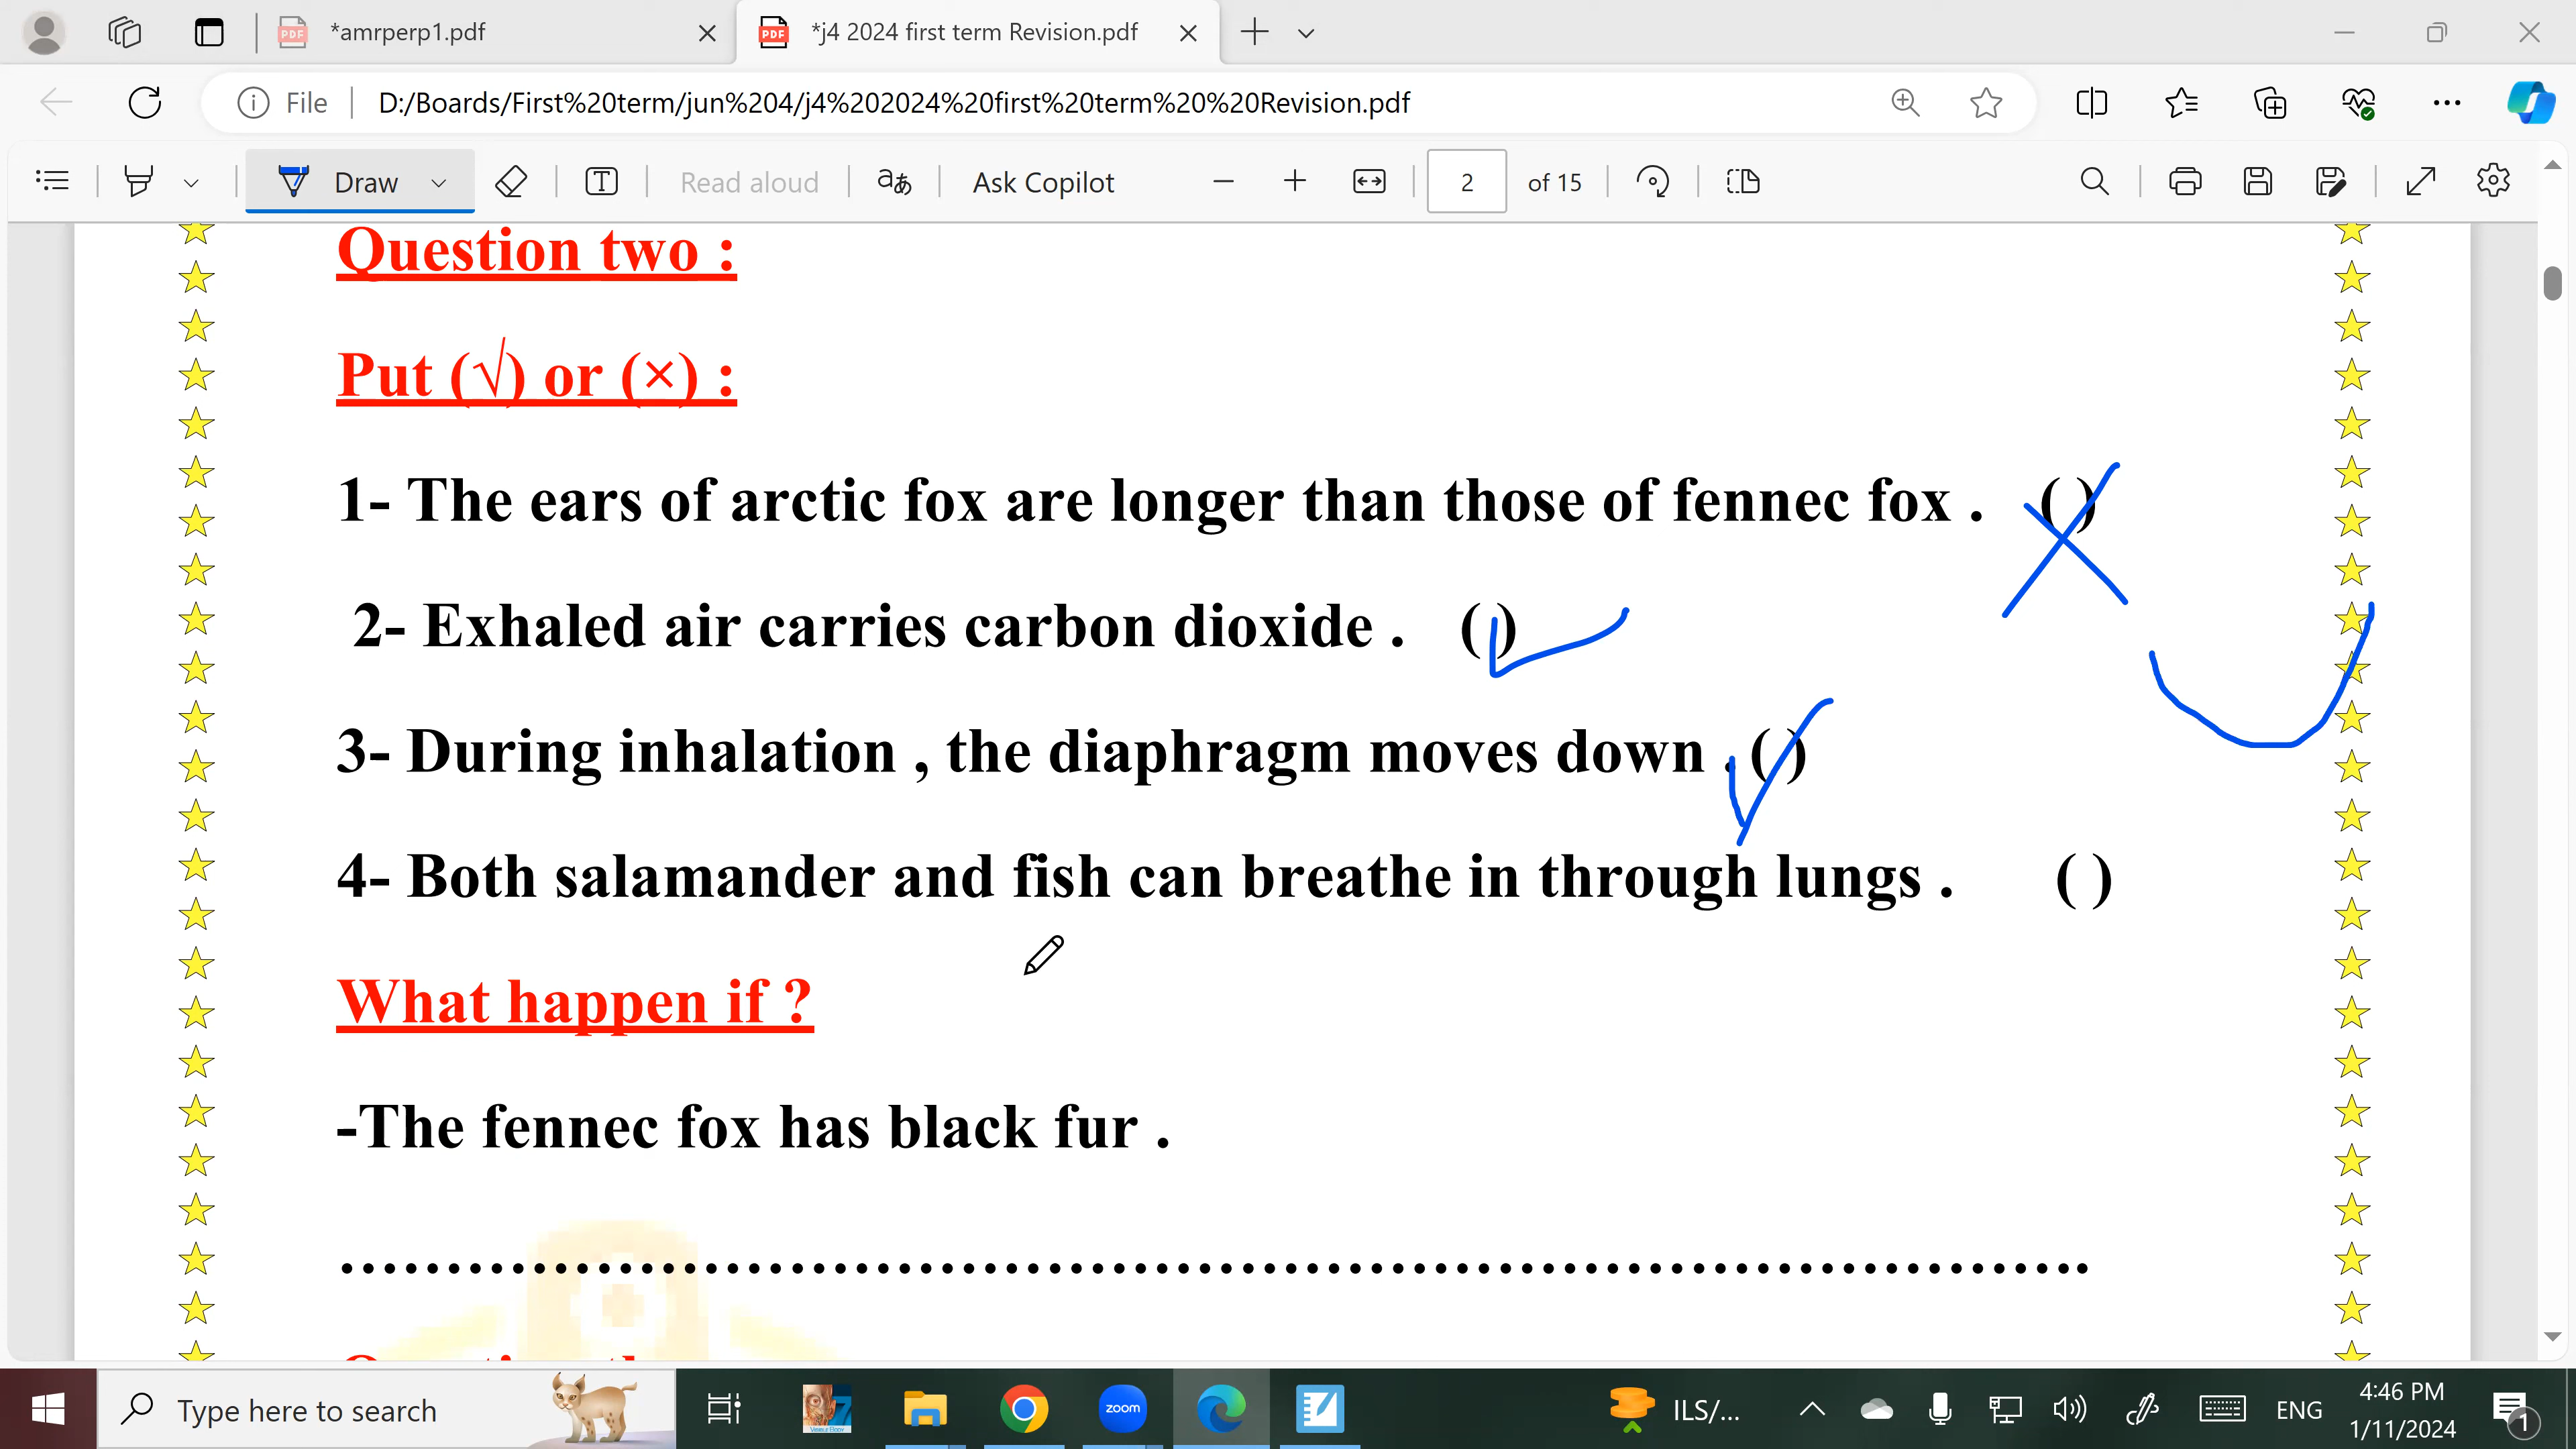 *amrperp1.pdf
*j4 2024 first term Revision.pdf
File
D:/Boards/First%20term/jun%204/j4%202024%20first%20term%20%20Revision.pdf
Draw
Read aloud
aあ
Ask Copilot
2 of 15
Question two :
Put (√) or (×) :
1- The ears of arctic fox are longer than those of fennec fox . ( )
2- Exhaled air carries carbon dioxide . ( )
3- During inhalation , the diaphragm moves down . ( )
4- Both salamander and fish can breathe in through lungs . ( )
What happen if ?
-The fennec fox has black fur .
................................................................................
Type here to search
zoom
ILS/...
ENG
4:46 PM
1/11/2024
1